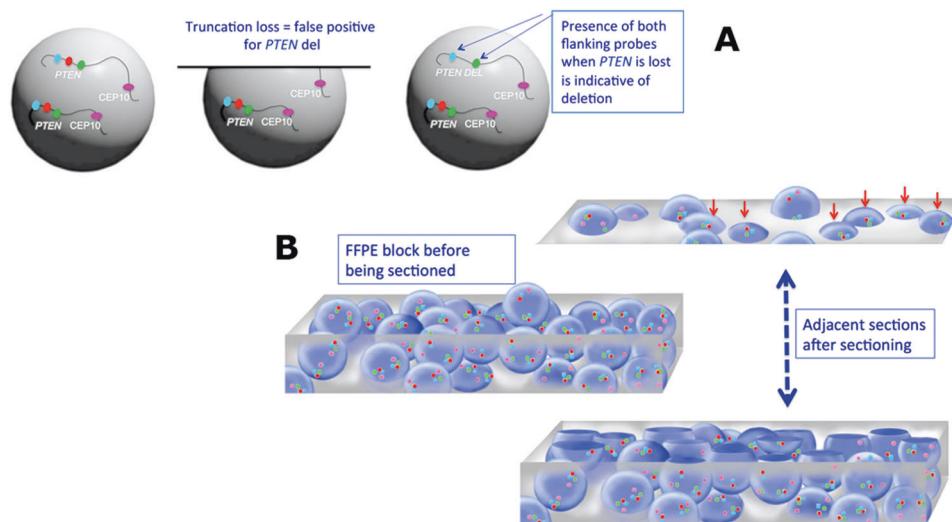 Truncation loss = false positive
for PTEN del
Presence of both
flanking probes
when PTEN is lost
is indicative of
deletion
A
PTEN
CEP10
PTEN
CEP10
CEP10
PTEN
CEP10
PTEN DEL
CEP10
PTEN
CEP10
B
FFPE block before
being sectioned
Adjacent sections
after sectioning